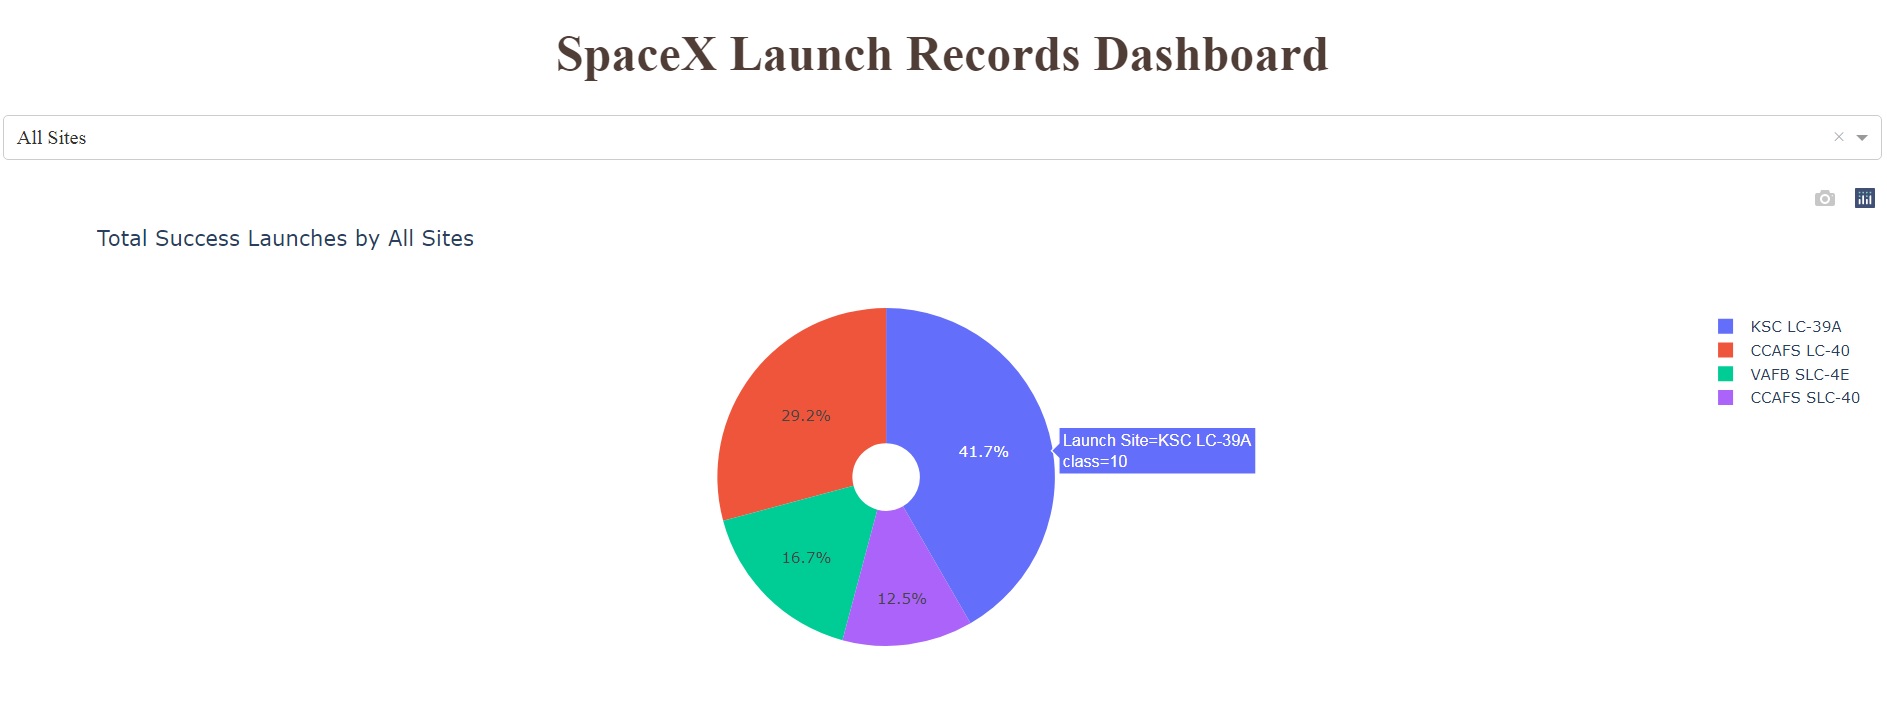 SpaceX Launch Records Dashboard
All Sites
Total Success Launches by All Sites
KSC LC-39A
CCAFS LC-40
VAFB SLC-4E
CCAFS SLC-40
29.2%
41.7%
Launch Site=KSC LC-39A
class=10
16.7%
12.5%